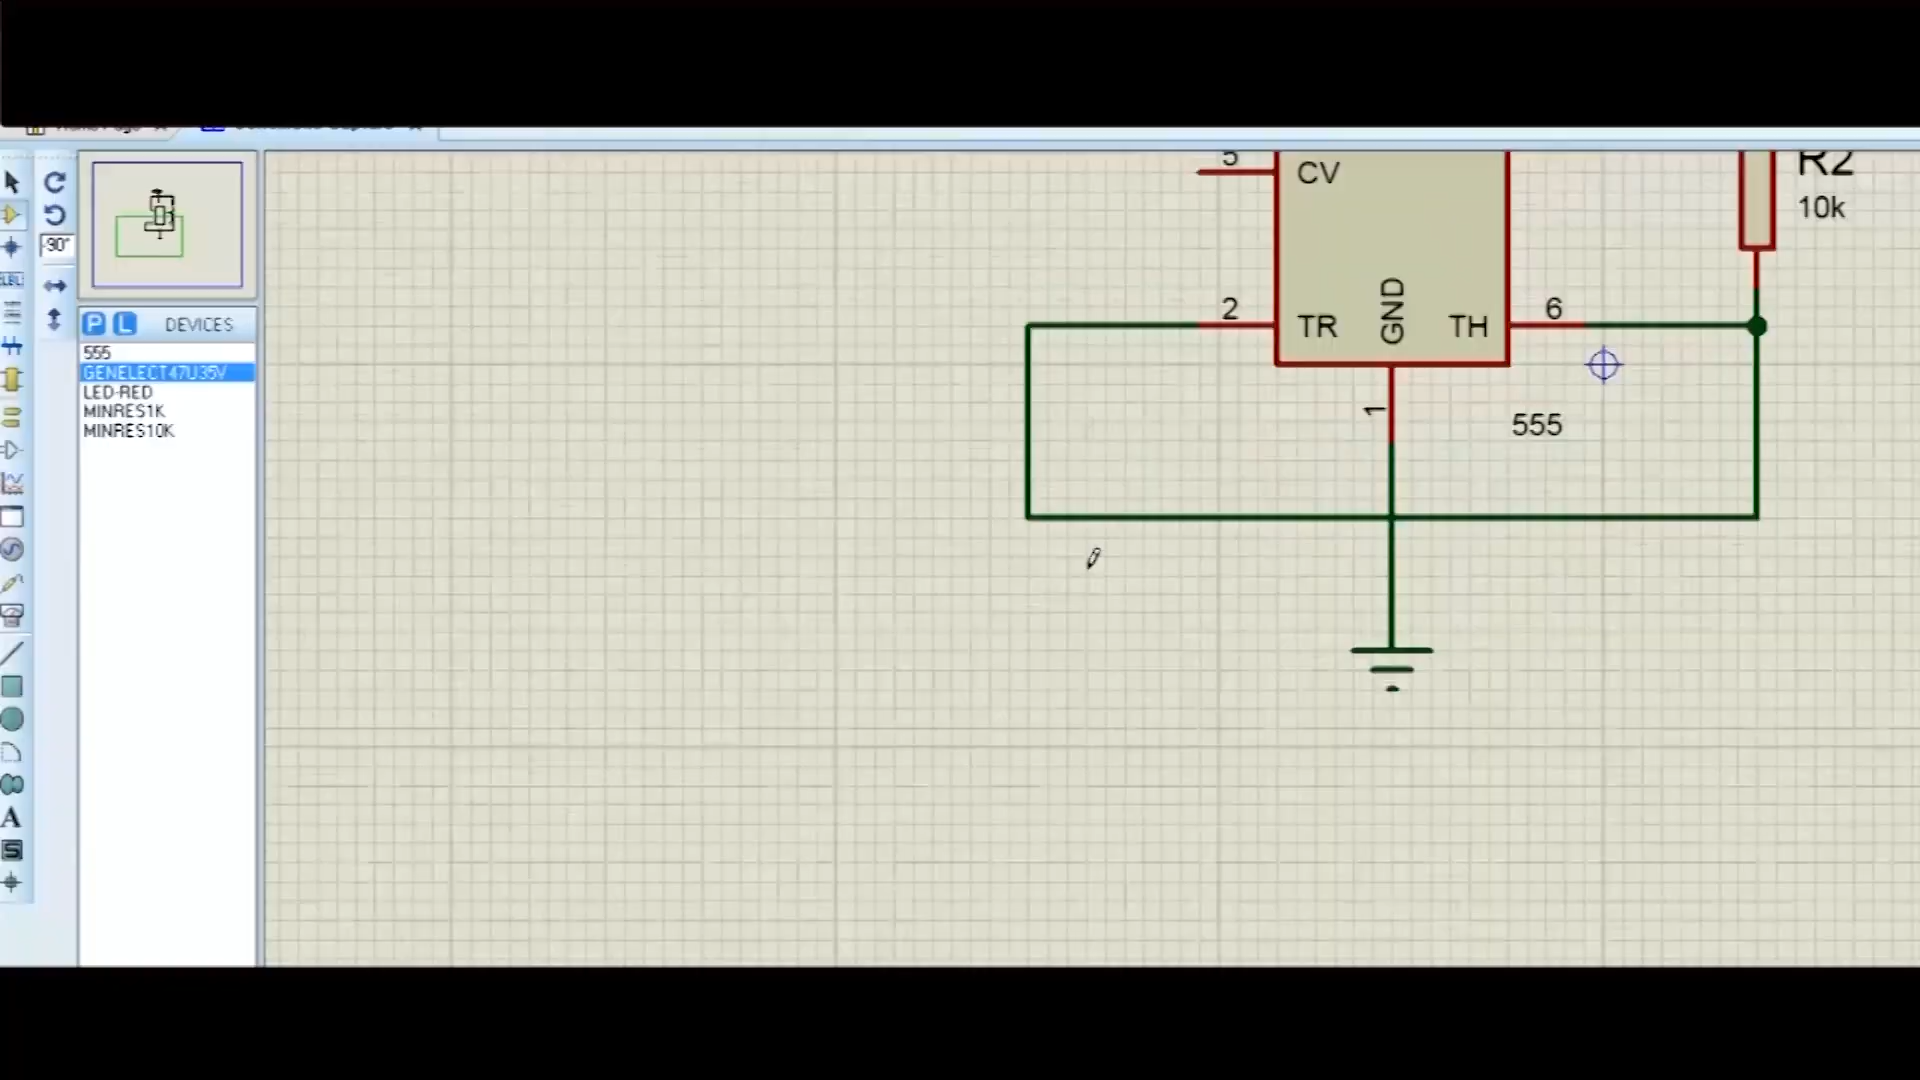 5
CV
R2
10k
-90°
2
TR
GND
TH
6
P L DEVICES
555
GENELECT47U35V
LED-RED
MINRES1K
MINRES10K
1
555
LBL
A
S